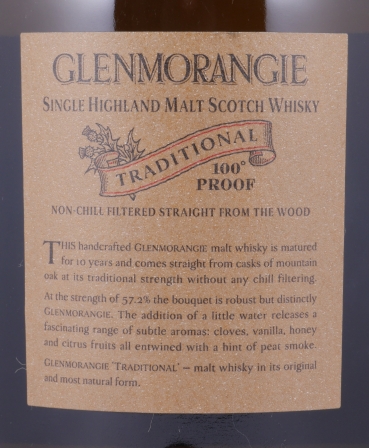 GLENMORANGIE
SINGLE HIGHLAND MALT SCOTCH WHISKY
TRADITIONAL
100°
PROOF
NON-CHILL FILTERED STRAIGHT FROM THE WOOD
THIS handcrafted GLENMORANGIE malt whisky is matured
for 10 years and comes straight from casks of mountain
oak at its traditional strength without any chill filtering.
At the strength of 57.2% the bouquet is robust but distinctly
GLENMORANGIE. The addition of a little water releases a
fascinating range of subtle aromas: cloves, vanilla, honey
and citrus fruits all entwined with a hint of peat smoke.
GLENMORANGIE 'TRADITIONAL' – malt whisky in its original
and most natural form.